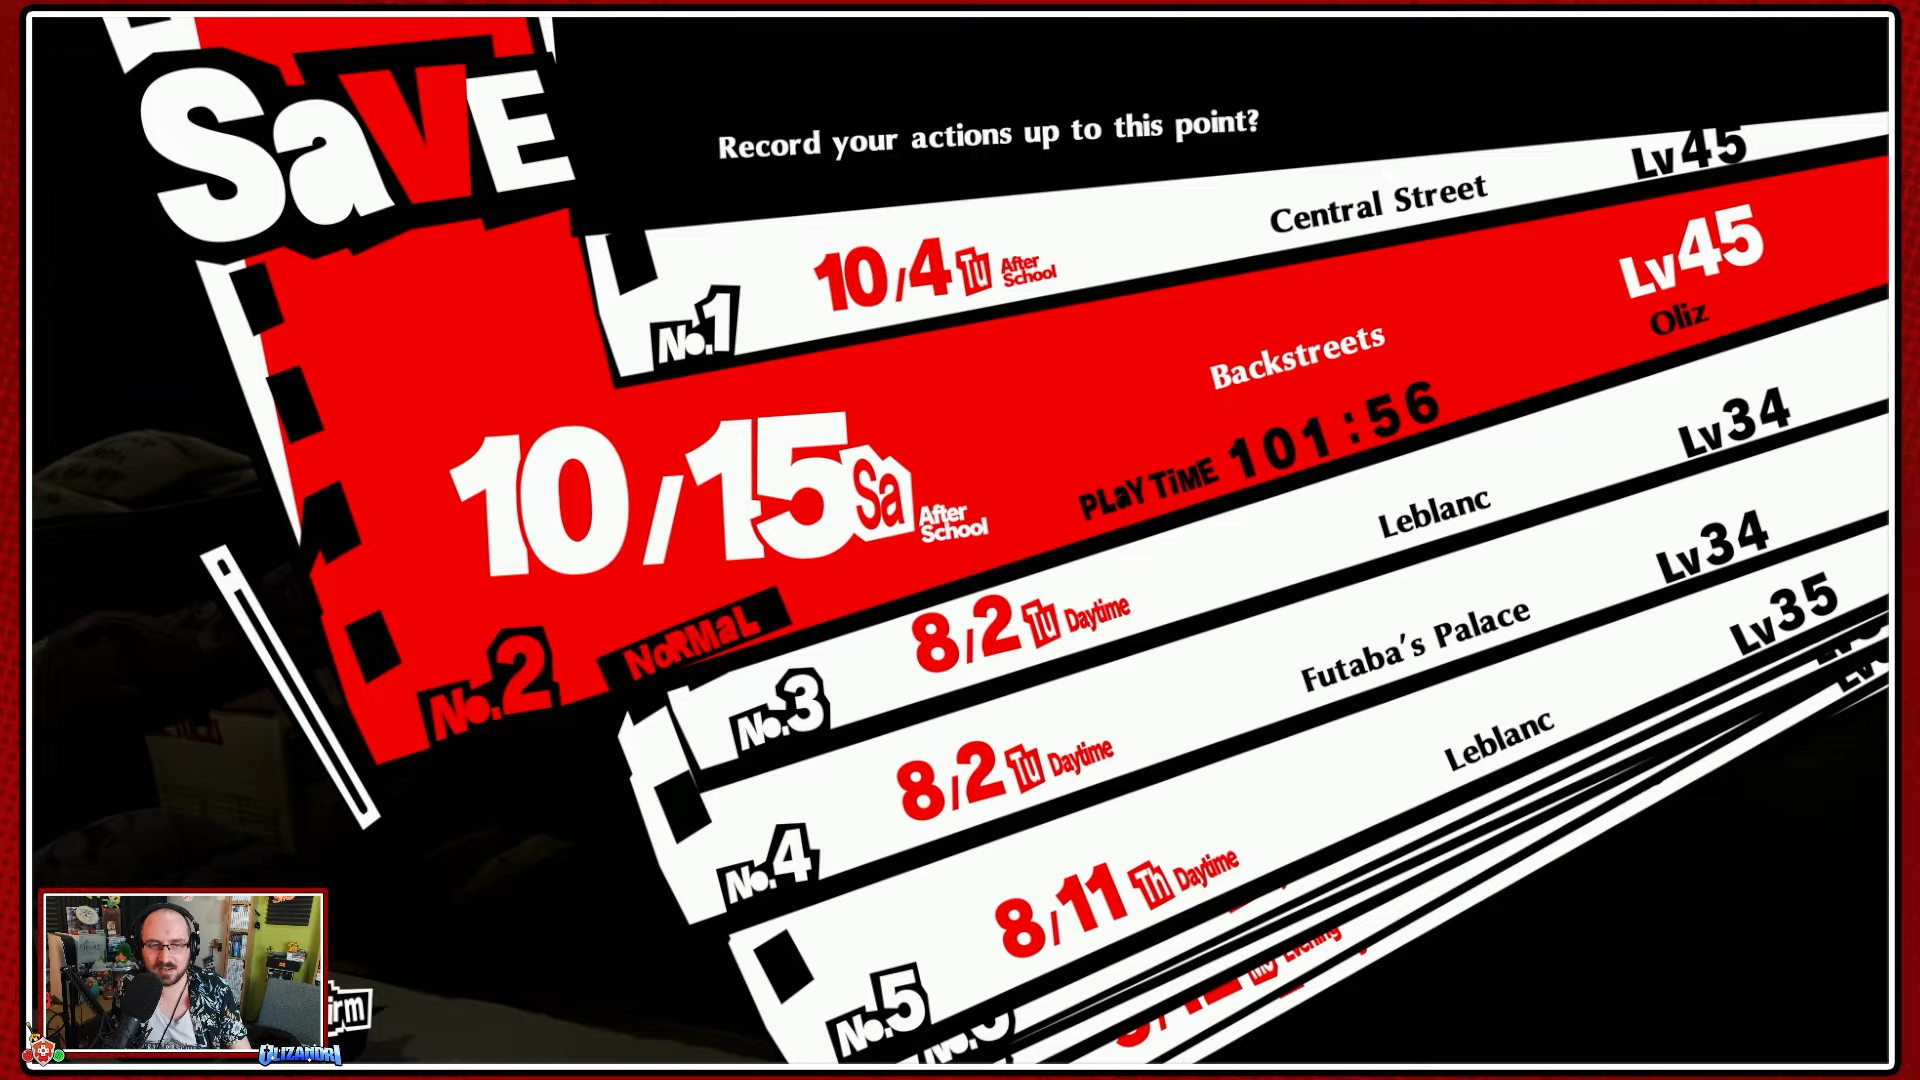 SaVE
Record your actions up to this point?
No.1 10/4 Tu After School Central Street Lv45
No.2 10/15 Sa After School Backstreets Lv45
Oliz
PLaY TiME 101:56
NoRMaL
No.3 8/2 Tu Daytime Leblanc Lv34
No.4 8/2 Tu Daytime Futaba's Palace Lv34
No.5 8/11 Th Daytime Leblanc Lv35
Evening
OLIZANDRI